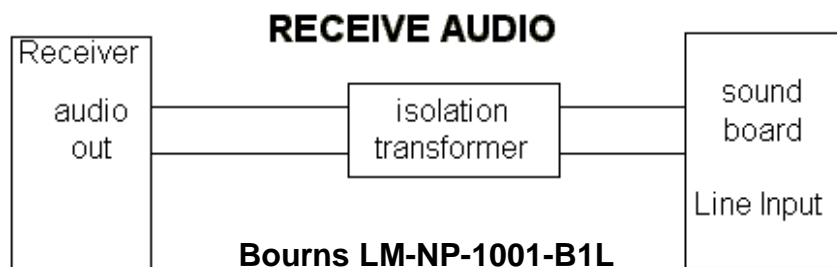 RECEIVE AUDIO
Receiver
audio
out
isolation
transformer
sound
board
Line Input
Bourns LM-NP-1001-B1L